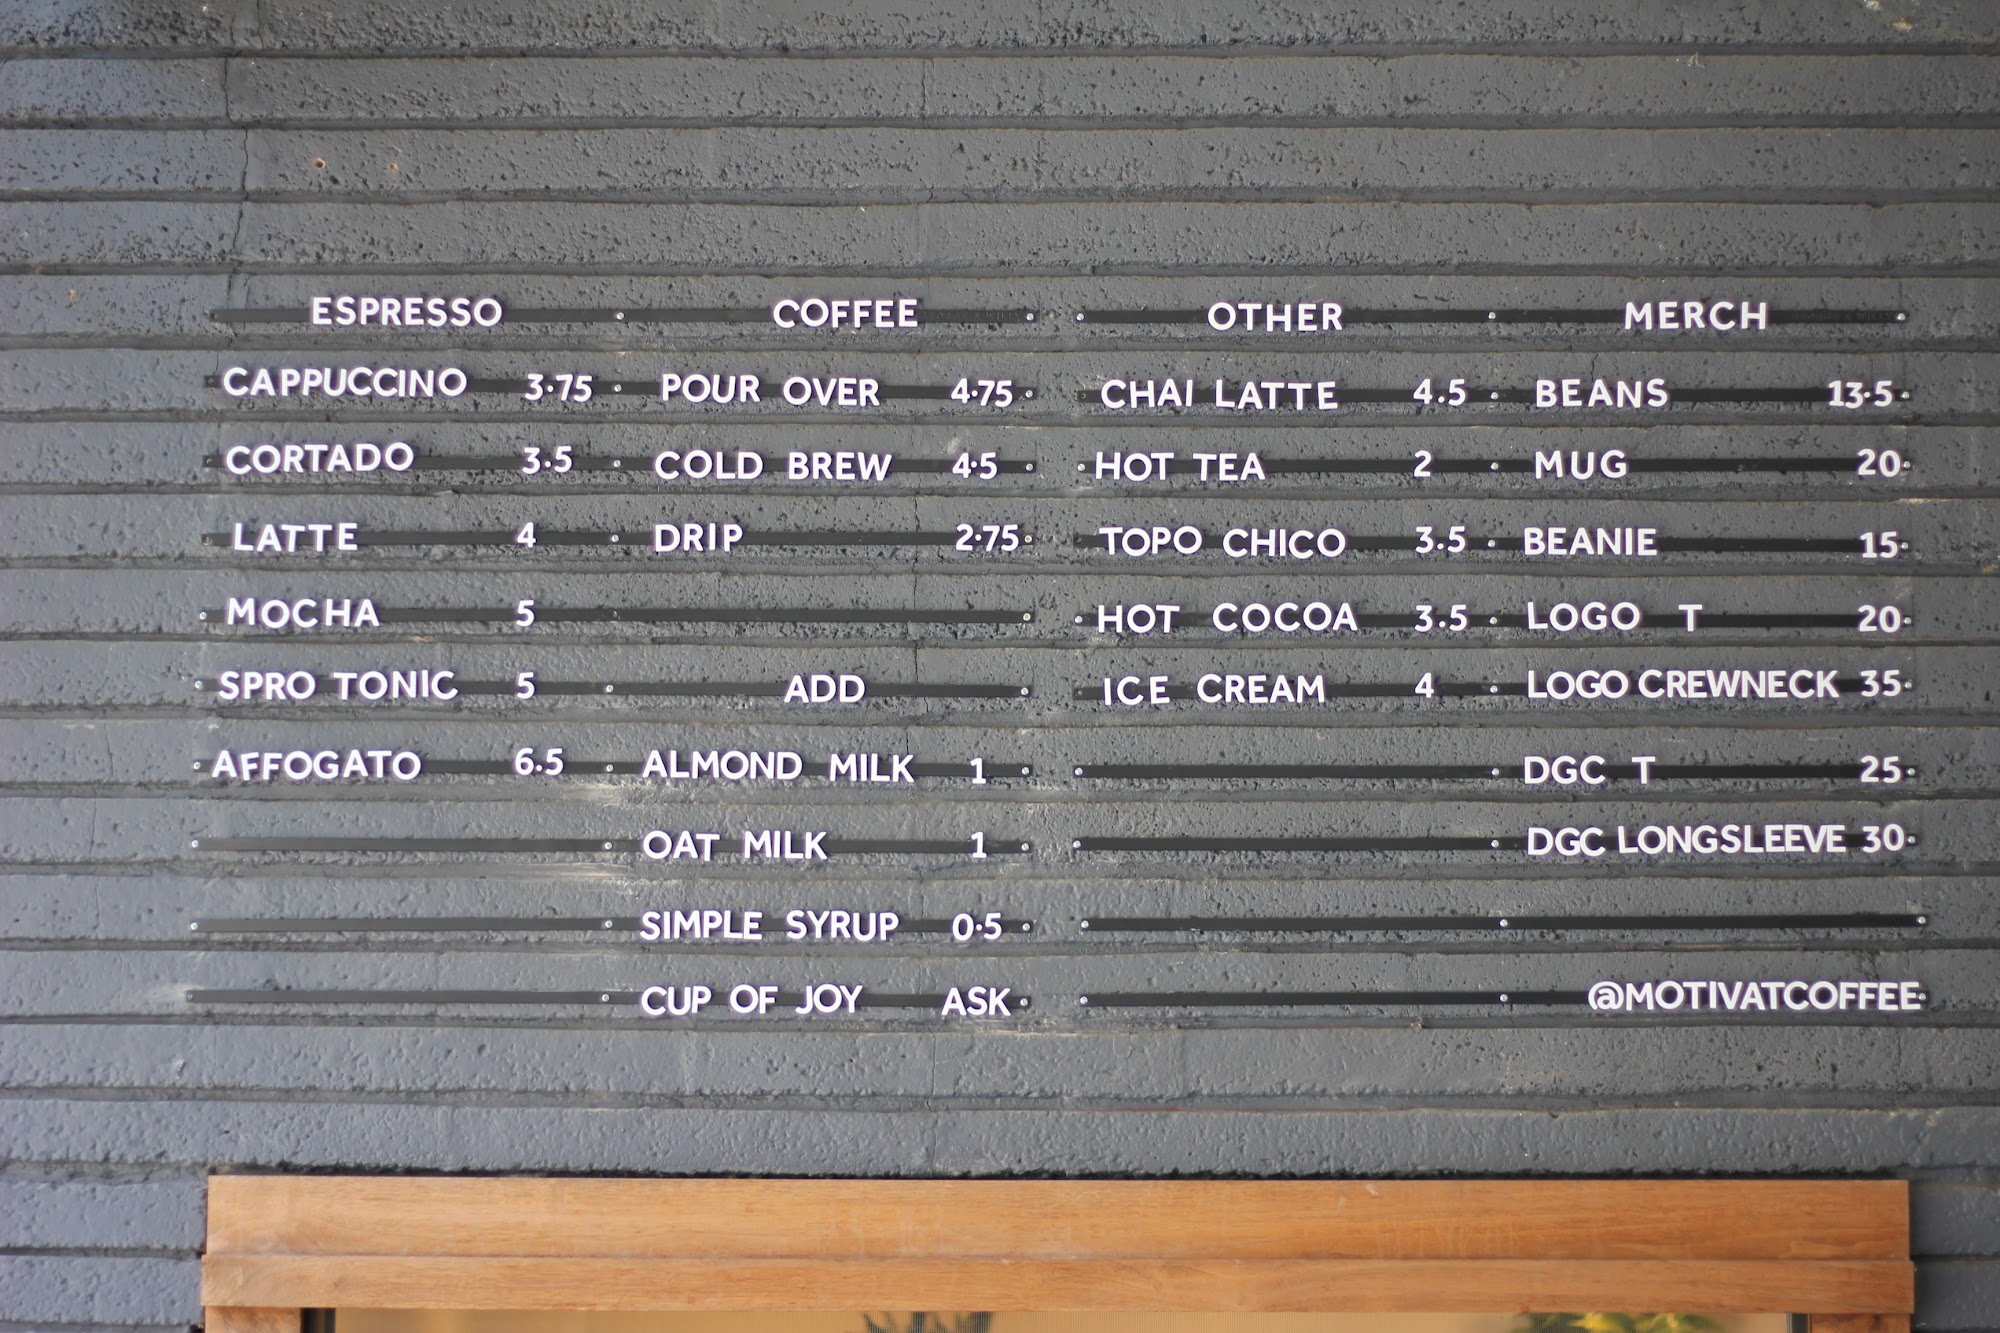 ESPRESSO COFFEE OTHER MERCH
CAPPUCCINO 3.75 POUR OVER 4.75 CHAI LATTE 4.5 BEANS 13.5
CORTADO 3.5 COLD BREW 4.5 HOT TEA 2 MUG 20
LATTE 4 DRIP 2.75 TOPO CHICO 3.5 BEANIE 15
MOCHA 5 HOT COCOA 3.5 LOGO T 20
SPRO TONIC 5 ADD ICE CREAM 4 LOGO CREWNECK 35
AFFOGATO 6.5 ALMOND MILK 1 DGC T 25
OAT MILK 1 DGC LONGSLEEVE 30
SIMPLE SYRUP 0.5
CUP OF JOY ASK @MOTIVATCOFFEE